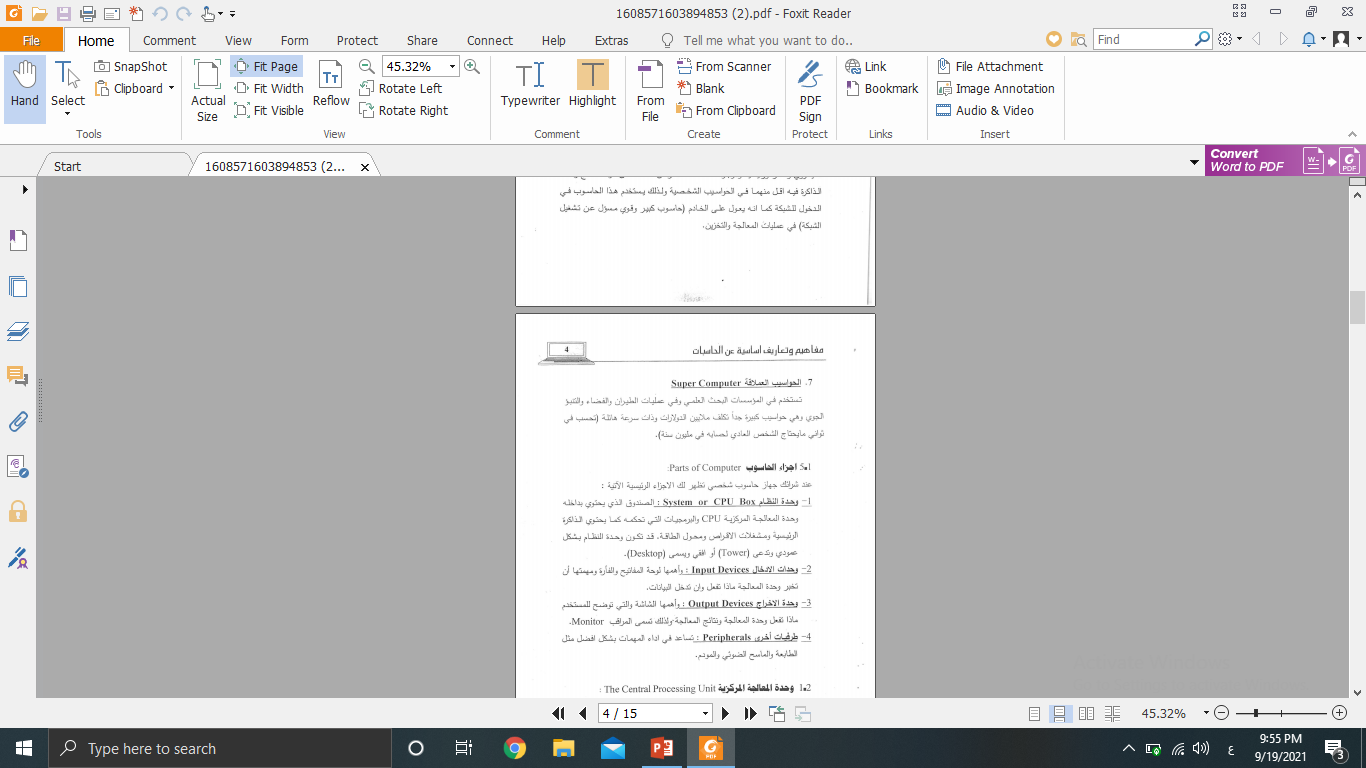 1608571603894853 (2).pdf - Foxit Reader
File Home Comment View Form Protect Share Connect Help Extras Tell me what you want to do.. Find
Hand Select SnapShot Clipboard
Actual Size Fit Page Fit Width Fit Visible Reflow 45.32% Rotate Left Rotate Right
Typewriter Highlight
From File From Scanner Blank From Clipboard
PDF Sign
Link Bookmark
File Attachment Image Annotation Audio & Video
Tools View Comment Create Protect Links Insert
Start 1608571603894853 (2... Convert Word to PDF
الذاكرة فيه اقل منهما في الحواسيب الشخصية ولذلك يستخدم هذا الحاسوب في
الدخول للشبكة كما انه يعول على الخادم (حاسوب كبير وقوي مسؤل عن تشغيل
الشبكة) في عمليات المعالجة والتخزين.
مفاهيم وتعاريف اساسية عن الحاسبات 4
7. الحواسيب العملاقة Super Computer
تستخدم في المؤسسات البحث العلمي وفي عمليات الطيران والفضاء والتنبؤ
الجوي وهي حواسيب كبيرة جداً تكلف ملايين الدولارات وذات سرعة هائلة (تحسب في
ثواني مايحتاج الشخص العادي لحسابه في مليون سنة).
5.1 اجزاء الحاسوب Parts of Computer:
عند شرائك جهاز حاسوب شخصي تظهر لك الاجزاء الرئيسية الآتية :
1- وحدة النظام System or CPU Box : الصندوق الذي يحتوي بداخله
وحدة المعالجة المركزية CPU والبرمجيات التي تحكمه كما يحتوي الذاكرة
الرئيسية ومشغلات الاقراص ومحول الطاقة. قد تكون وحدة النظام بشكل
عمودي وتدعى (Tower) أو افقي ويسمى (Desktop).
2- وحدات الادخال Input Devices : وأهمها لوحة المفاتيح والفأرة ومهمتها أن
تخبر وحدة المعالجة ماذا تفعل وان تدخل البيانات.
3- وحدة الاخراج Output Devices : وأهمها الشاشة والتي توضح للمستخدم
ماذا تفعل وحدة المعالجة ونتائج المعالجة ولذلك تسمى المراقب Monitor.
4- طرفيات أخرى Peripherals : تساعد في اداء المهمات بشكل افضل مثل
الطابعة والماسح الضوئي والمودم.
1.2 وحدة المعالجة المركزية The Central Processing Unit :
4 / 15 45.32%
Type here to search
ع 9:55 PM
9/19/2021
3